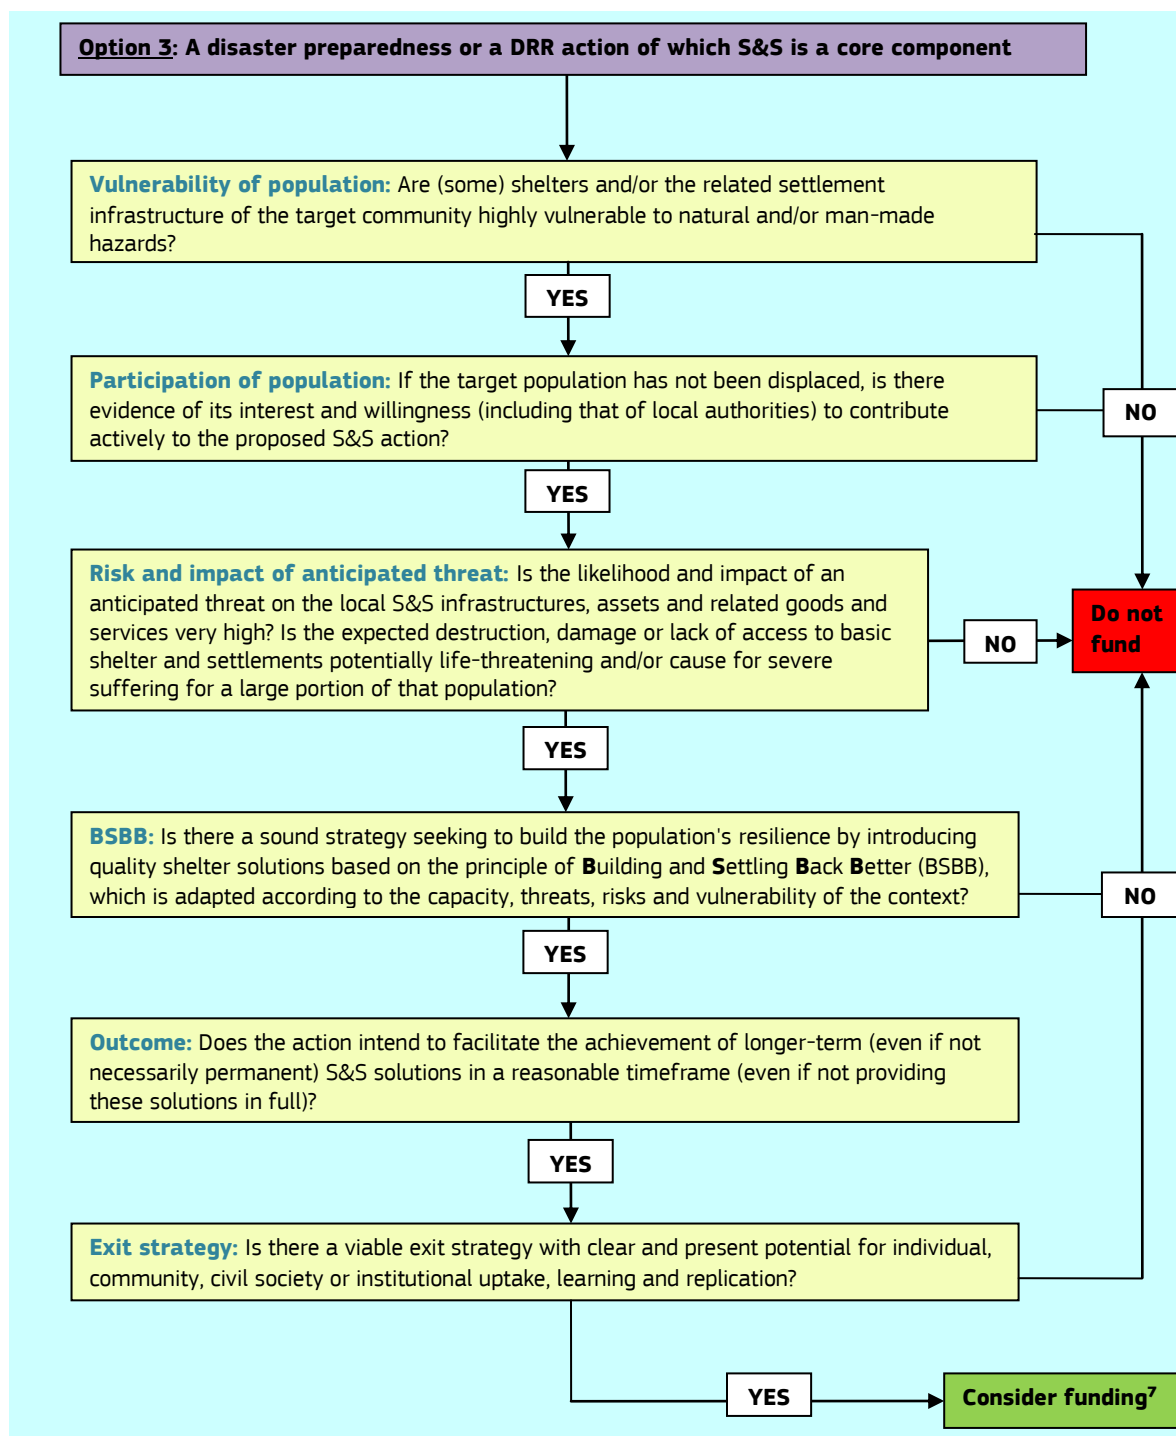 Option 3: A disaster preparedness or a DRR action of which S&S is a core component
Vulnerability of population: Are (some) shelters and/or the related settlement
infrastructure of the target community highly vulnerable to natural and/or man-made
hazards?
YES
Participation of population: If the target population has not been displaced, is there
evidence of its interest and willingness (including that of local authorities) to contribute
actively to the proposed S&S action?
NO
YES
Risk and impact of anticipated threat: Is the likelihood and impact of an
anticipated threat on the local S&S infrastructures, assets and related goods and
services very high? Is the expected destruction, damage or lack of access to basic
shelter and settlements potentially life-threatening and/or cause for severe
suffering for a large portion of that population?
NO
Do not
fund
YES
BSBB: Is there a sound strategy seeking to build the population's resilience by introducing
quality shelter solutions based on the principle of Building and Settling Back Better (BSBB),
which is adapted according to the capacity, threats, risks and vulnerability of the context?
NO
YES
Outcome: Does the action intend to facilitate the achievement of longer-term (even if not
necessarily permanent) S&S solutions in a reasonable timeframe (even if not providing
these solutions in full)?
YES
Exit strategy: Is there a viable exit strategy with clear and present potential for individual,
community, civil society or institutional uptake, learning and replication?
YES
Consider funding⁷